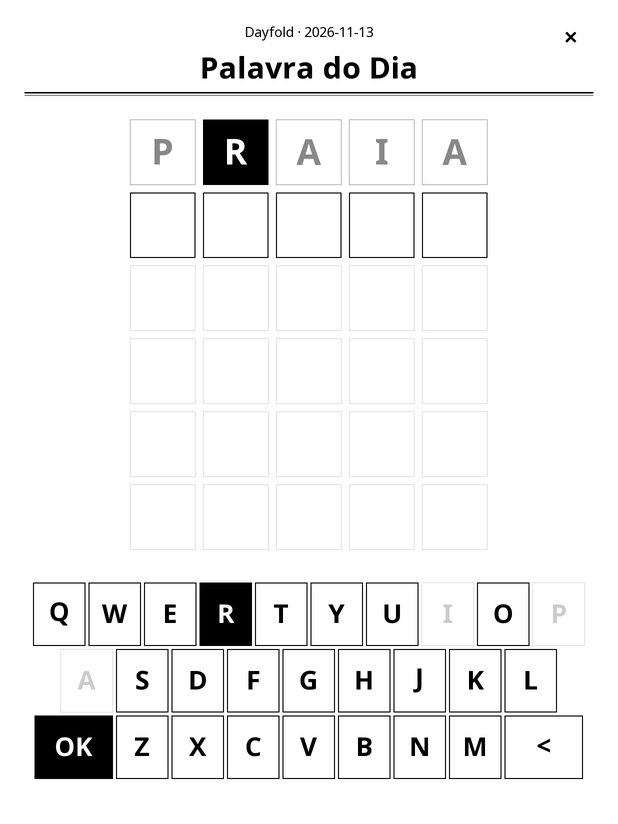 Dayfold · 2026-11-13
×
Palavra do Dia
P R A I A
Q W E R T Y U I O P
A S D F G H J K L
OK Z X C V B N M <